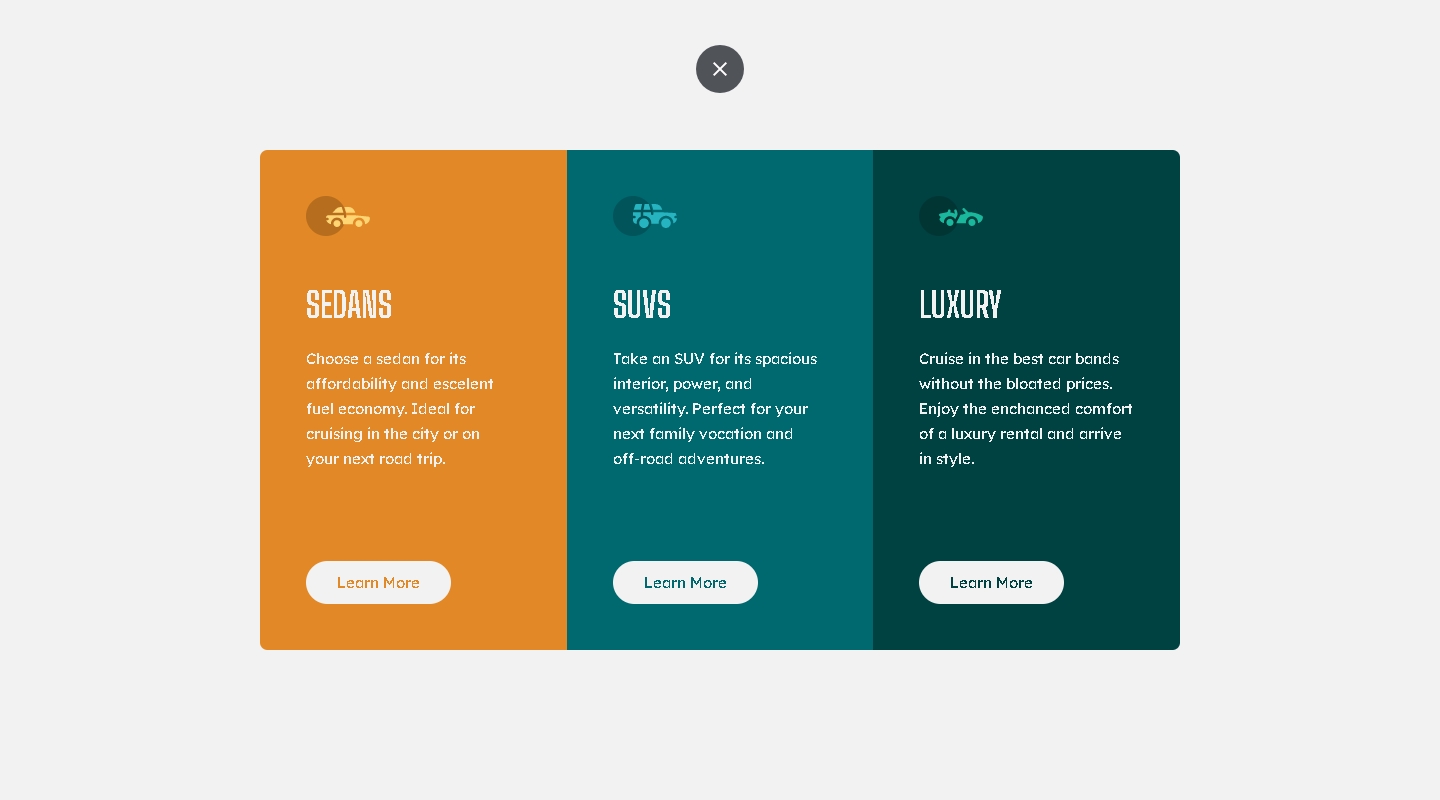 SEDANS
Choose a sedan for its
affordability and escelent
fuel economy. Ideal for
cruising in the city or on
your next road trip.
Learn More
SUVS
Take an SUV for its spacious
interior, power, and
versatility. Perfect for your
next family vocation and
off-road adventures.
Learn More
LUXURY
Cruise in the best car bands
without the bloated prices.
Enjoy the enchanced comfort
of a luxury rental and arrive
in style.
Learn More